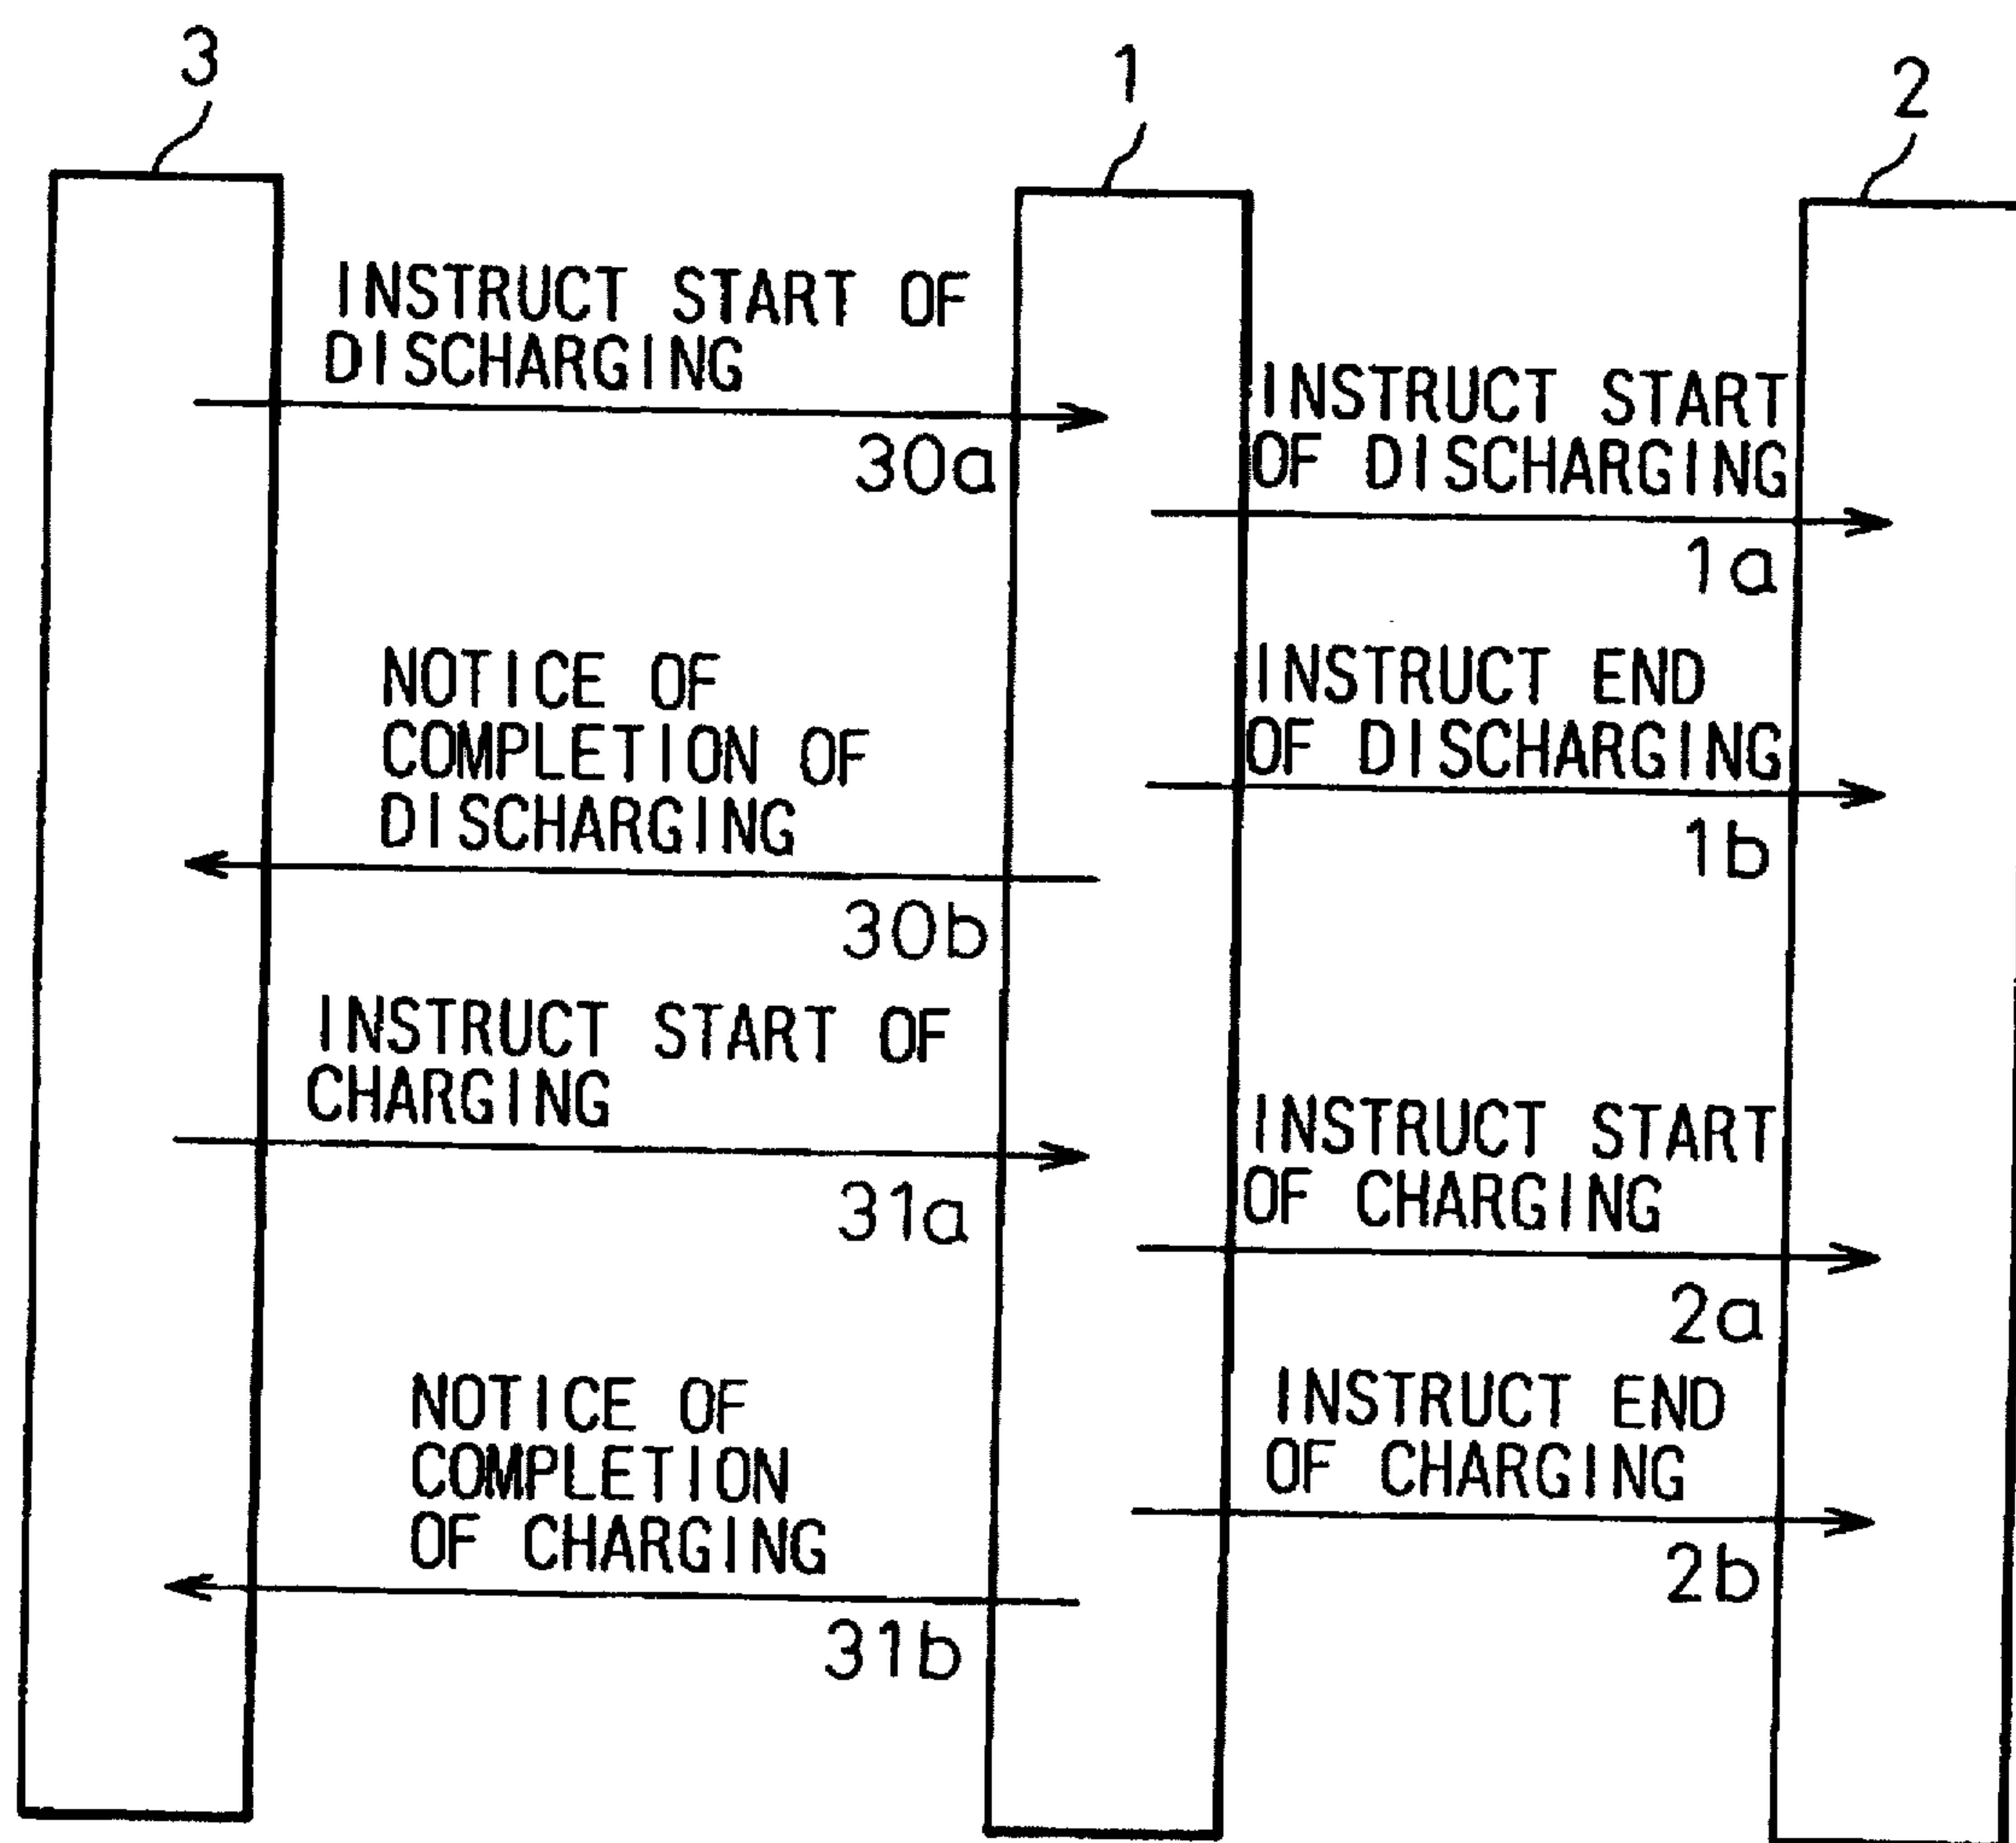 3
1
2
INSTRUCT START OF
DISCHARGING
30a
INSTRUCT START
OF DISCHARGING
1a
INSTRUCT END
OF DISCHARGING
1b
NOTICE OF
COMPLETION OF
DISCHARGING
30b
INSTRUCT START OF
CHARGING
31a
INSTRUCT START
OF CHARGING
2a
INSTRUCT END
OF CHARGING
2b
NOTICE OF
COMPLETION
OF CHARGING
31b